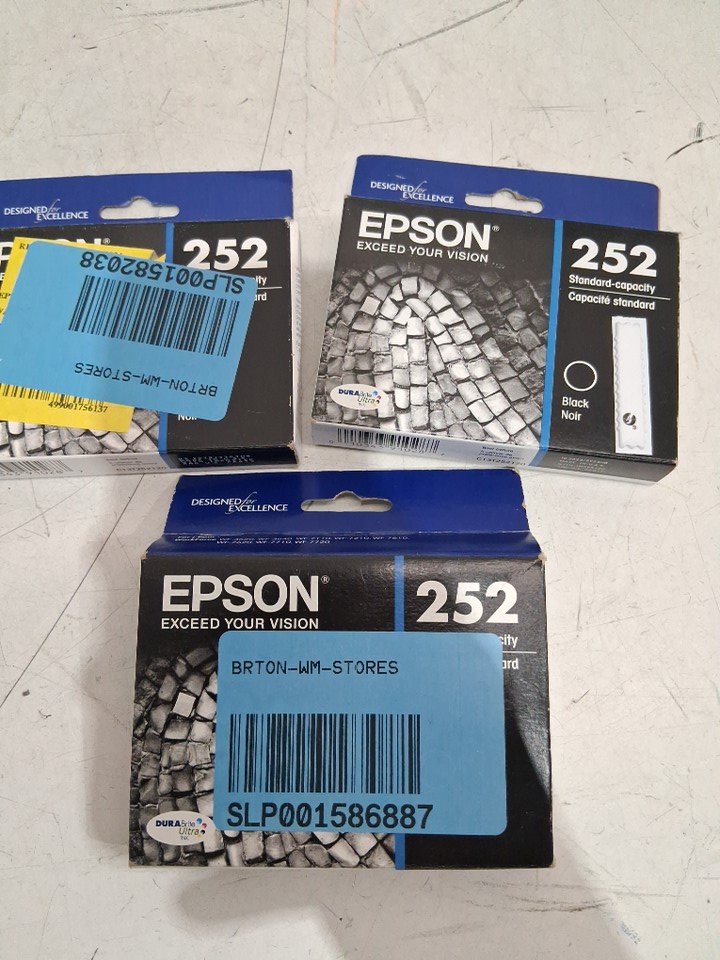 DESIGNED for
EXCELLENCE
252
SLP001582038
BRTON-WM-STORES
499001756137
DESIGNED for
EXCELLENCE
EPSON®
EXCEED YOUR VISION
252
Standard-capacity
Capacité standard
Black
Noir
DURABrite
Ultra
DESIGNED for
EXCELLENCE
EPSON®
EXCEED YOUR VISION
252
BRTON-WM-STORES
SLP001586887
DURABrite
Ultra